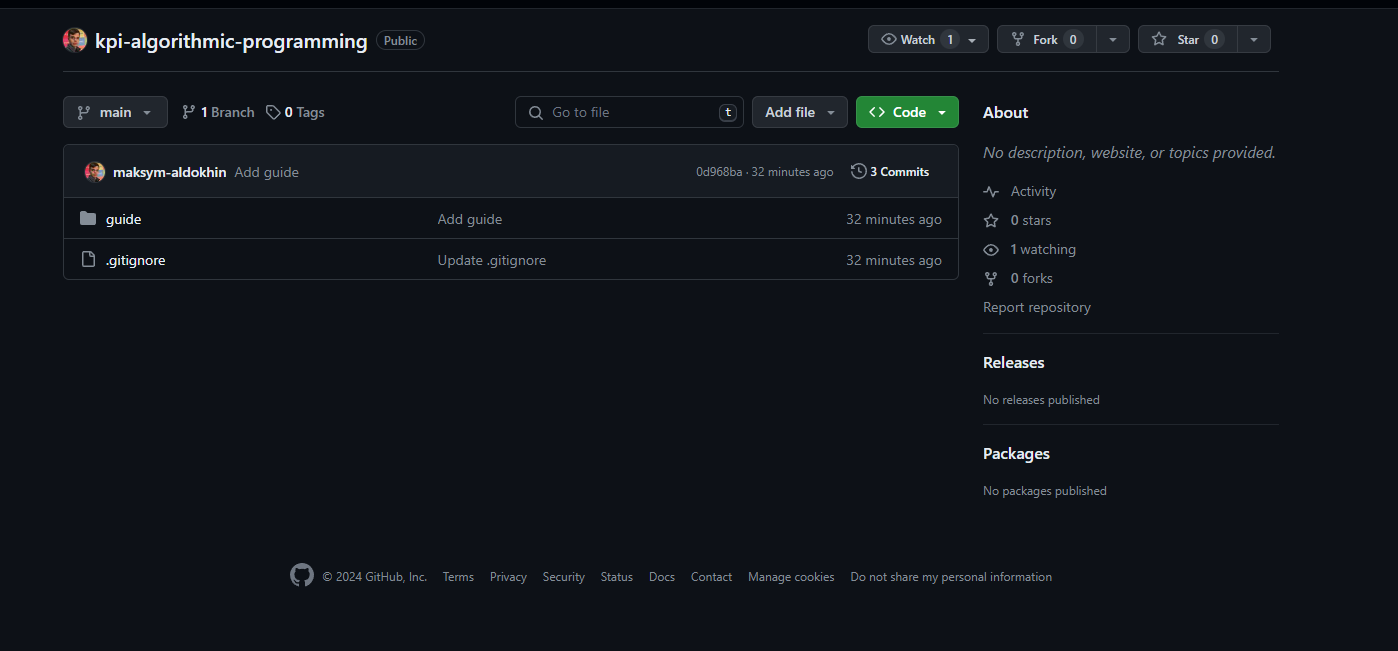 kpi-algorithmic-programming Public Watch 1 Fork 0 Star 0
main 1 Branch 0 Tags Go to file t Add file Code
maksym-aldokhin Add guide 0d968ba · 32 minutes ago 3 Commits
guide Add guide 32 minutes ago
.gitignore Update .gitignore 32 minutes ago
About
No description, website, or topics provided.
Activity
0 stars
1 watching
0 forks
Report repository
Releases
No releases published
Packages
No packages published
© 2024 GitHub, Inc. Terms Privacy Security Status Docs Contact Manage cookies Do not share my personal information